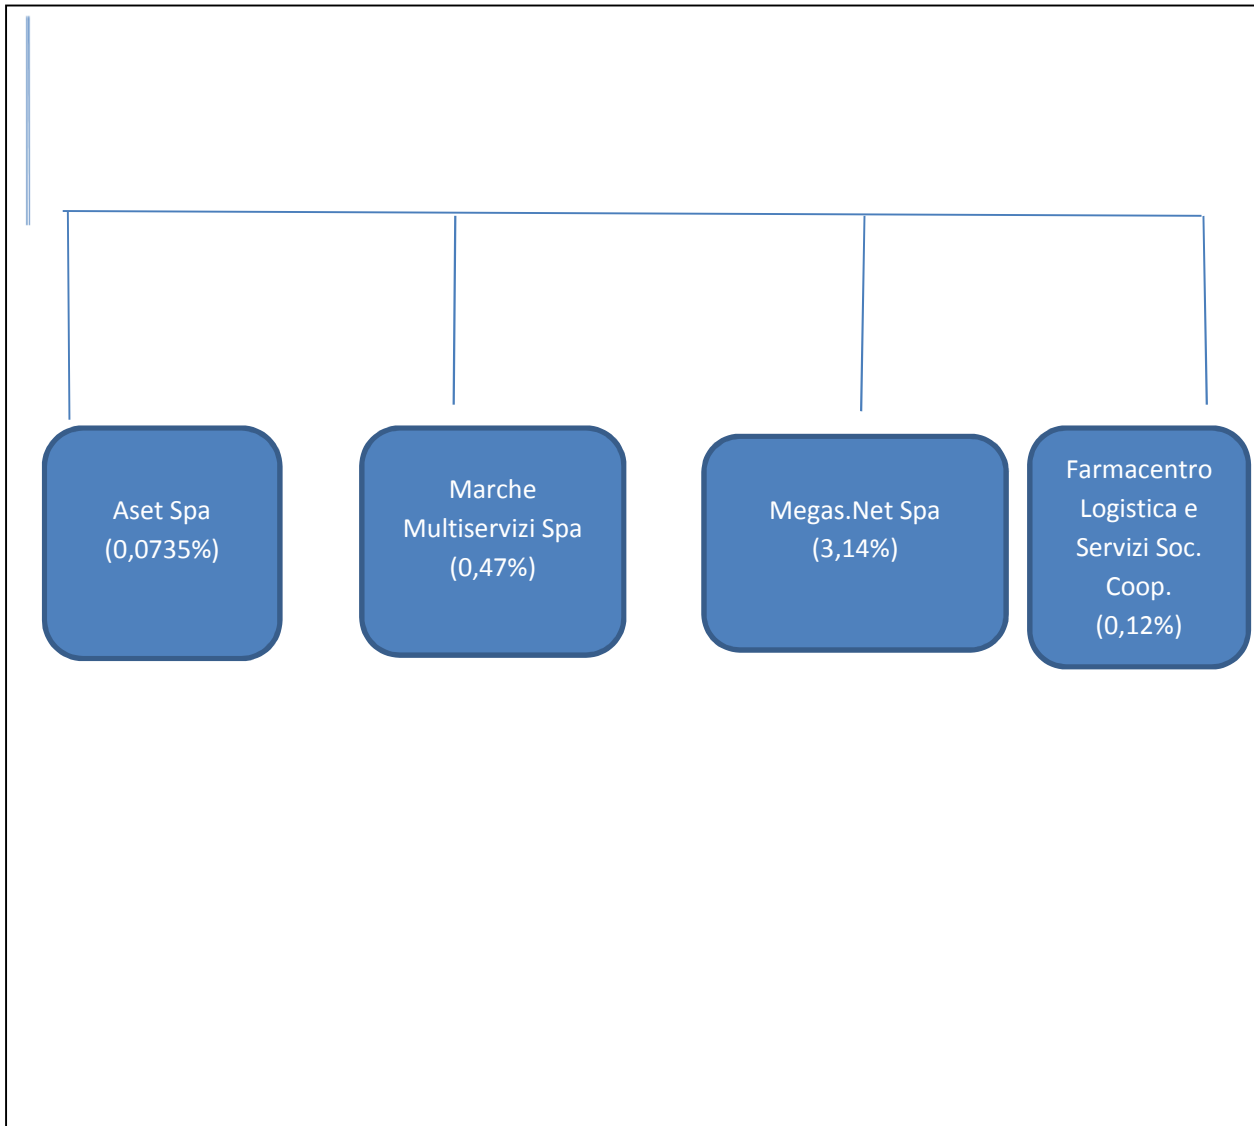 Aset Spa
(0,0735%)
Marche
Multiservizi Spa
(0,47%)
Megas.Net Spa
(3,14%)
Farmacentro
Logistica e
Servizi Soc.
Coop.
(0,12%)